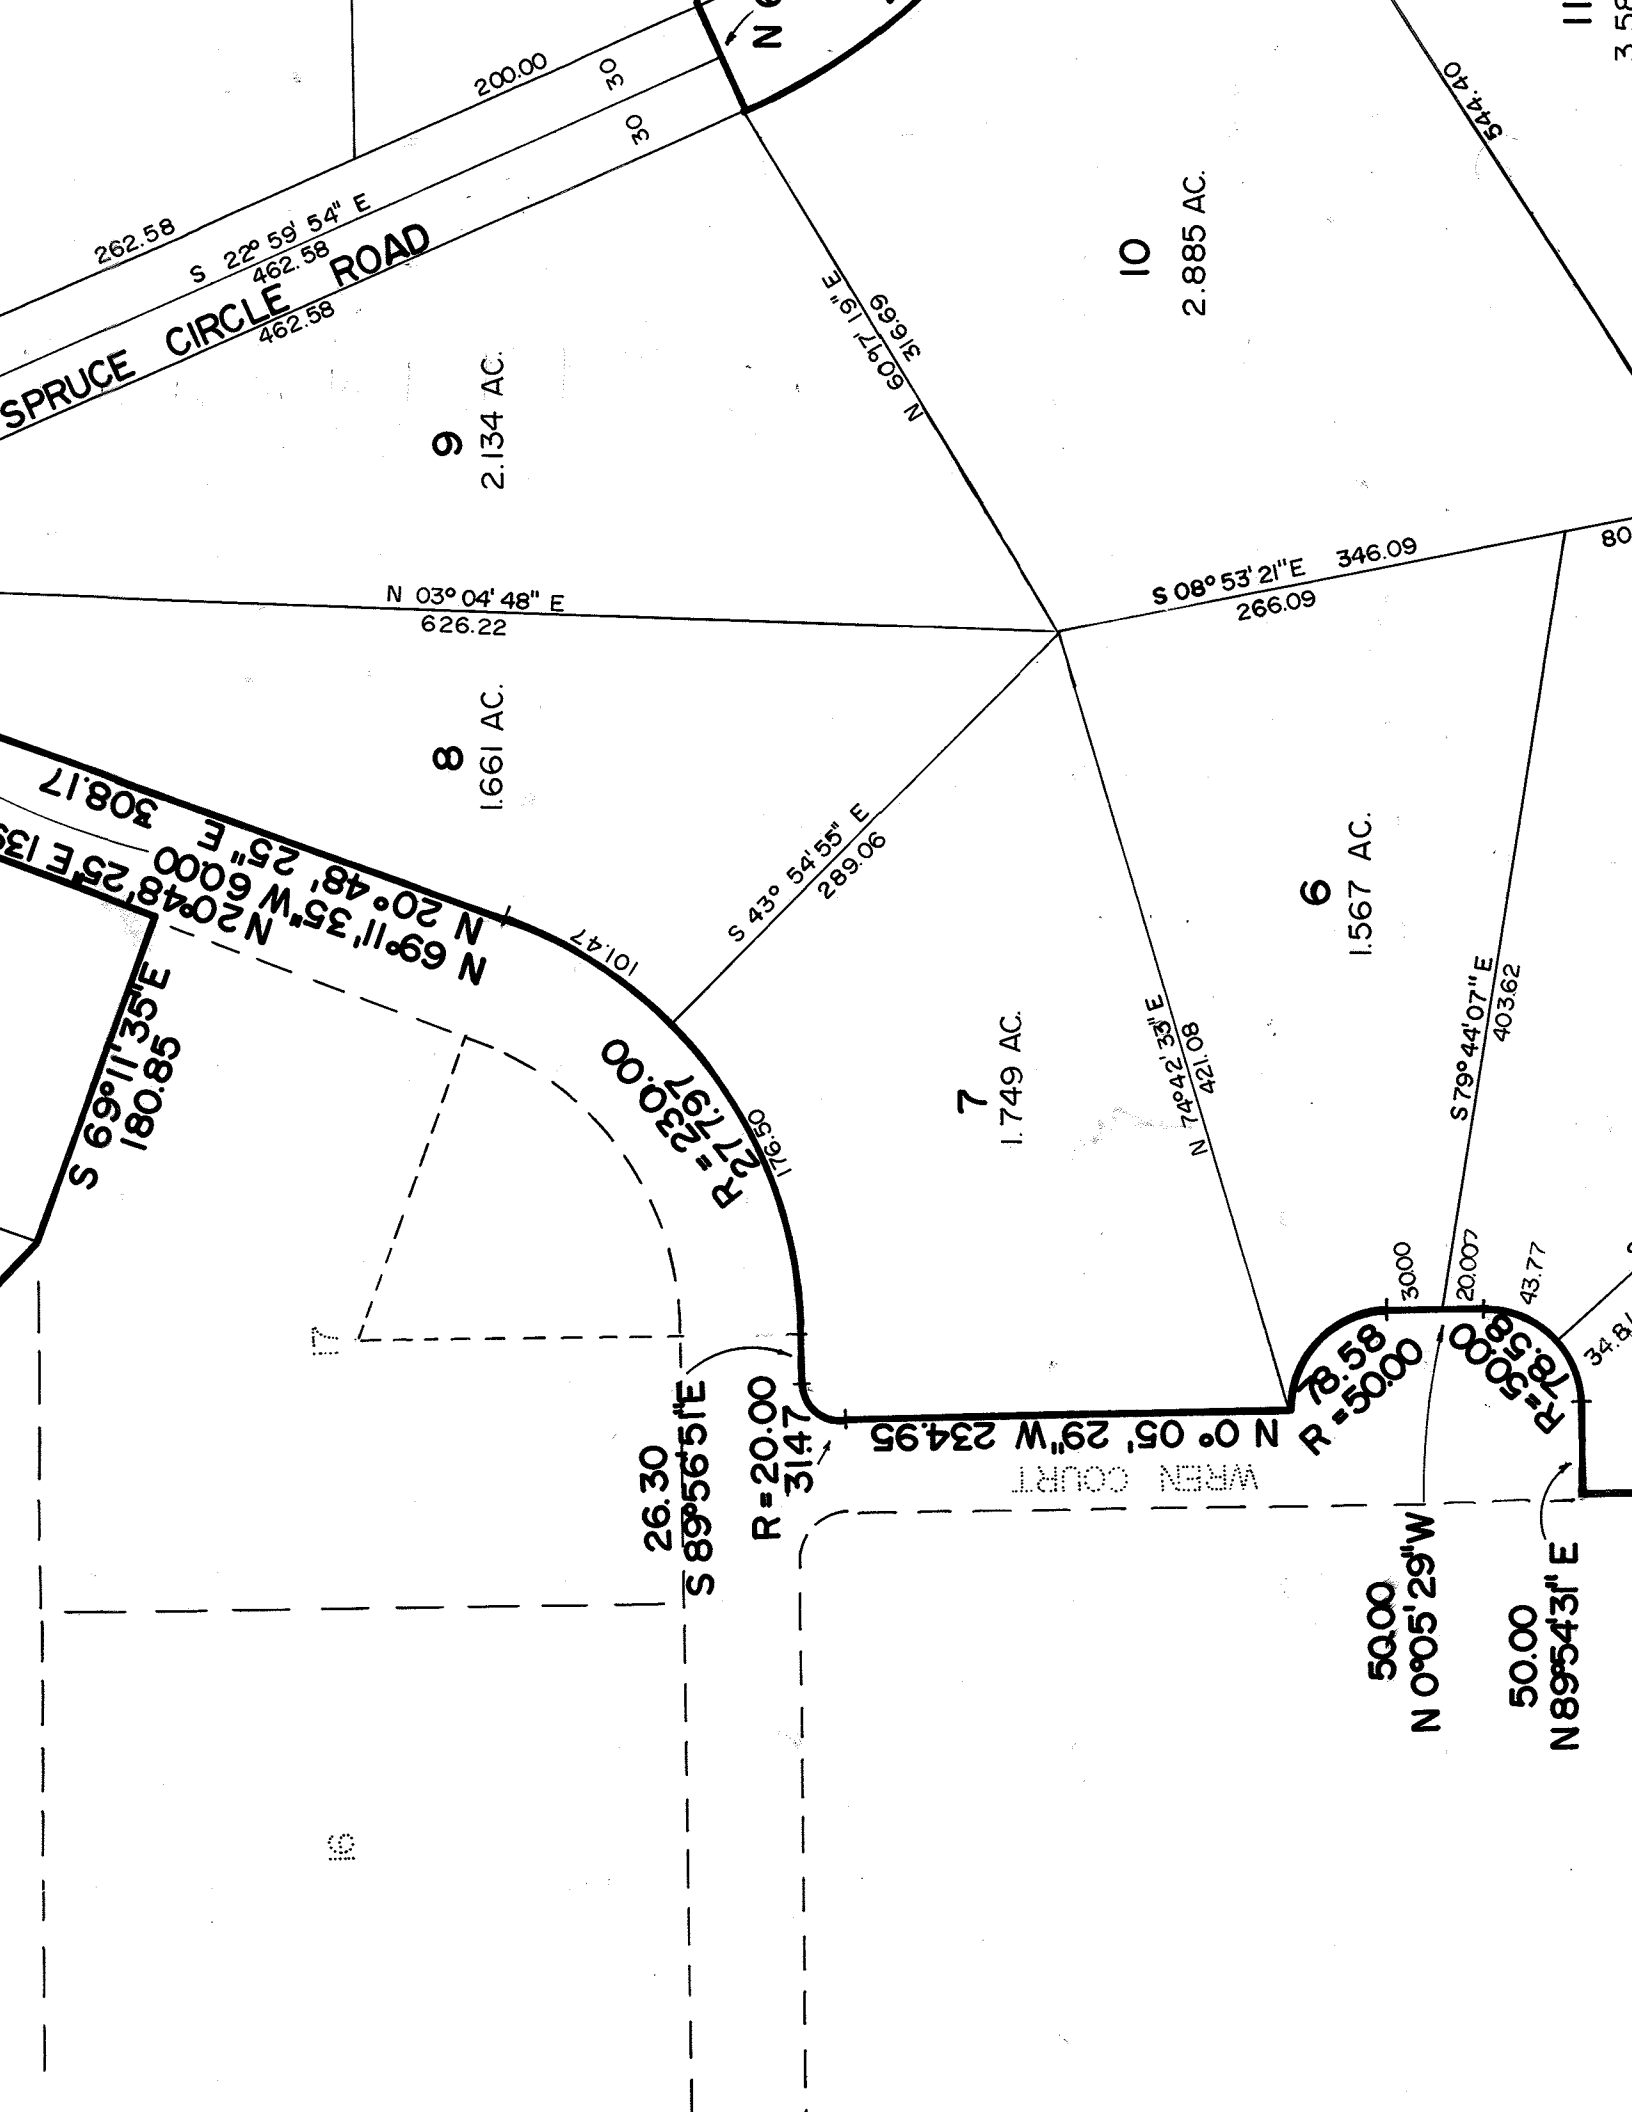 200.00
30
30
262.58
S 22° 59' 54" E
462.58
SPRUCE CIRCLE ROAD
462.58
544.40
10
2.885 AC.
11
9
2.134 AC.
316.69
N 03° 04' 48" E
626.22
S 08° 53' 21" E 346.09
266.09
8
1.661 AC.
308.17
N 20° 48' 25" E
N 69° 11' 35" W 60.00
N 20° 48' 25" E
101.47
S 43° 54' 55" E
289.06
6
1.567 AC.
S 69° 11' 35" E
180.85
R = 230.00
277.97
176.50
7
1.749 AC.
N 74° 42' 33" E
421.08
S 79° 44' 07" E
403.62
30.00
20.00
43.77
17
78.58
R = 50.00
R = 50.00
78.58
34.81
26.30
S 89° 56' 51" E
R = 20.00
31.47
N 0° 05' 29" W 234.95
WREN COURT
50.00
N 0° 05' 29" W
50.00
N 89° 54' 31" E
16